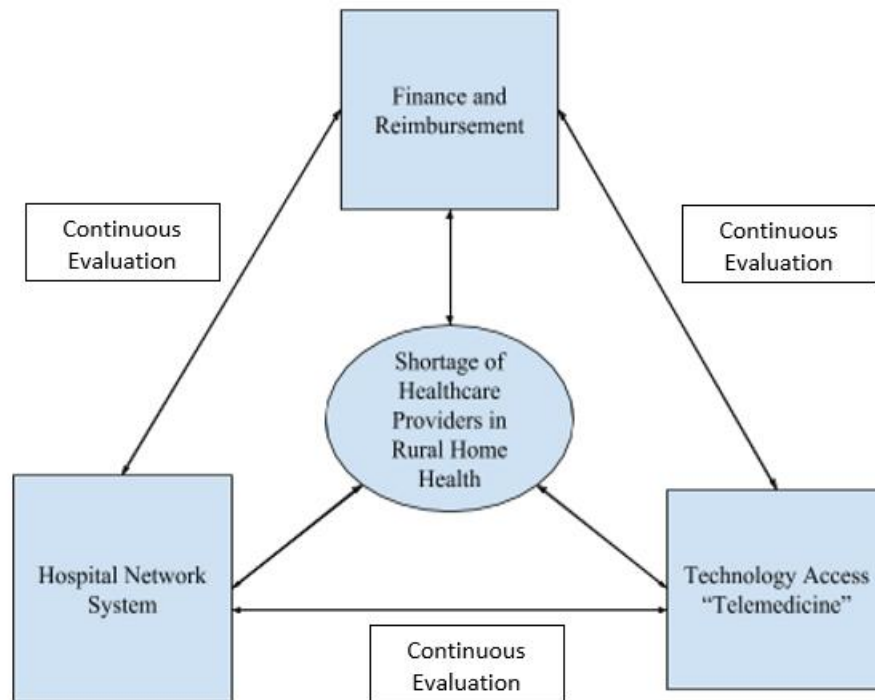 Finance and
Reimbursement
Continuous
Evaluation
Continuous
Evaluation
Shortage of
Healthcare
Providers in
Rural Home
Health
Hospital Network
System
Technology Access
“Telemedicine”
Continuous
Evaluation